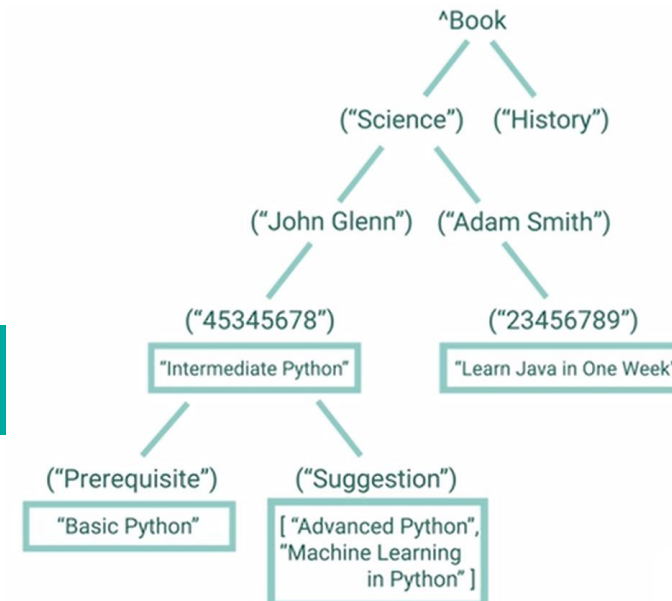 ^Book
(“Science”) (“History”)
(“John Glenn”) (“Adam Smith”)
(“45345678”) (“23456789”)
“Intermediate Python“ “Learn Java in One Week”
(“Prerequisite”) (“Suggestion”)
“Basic Python”
[ “Advanced Python”,
“Machine Learning
in Python” ]